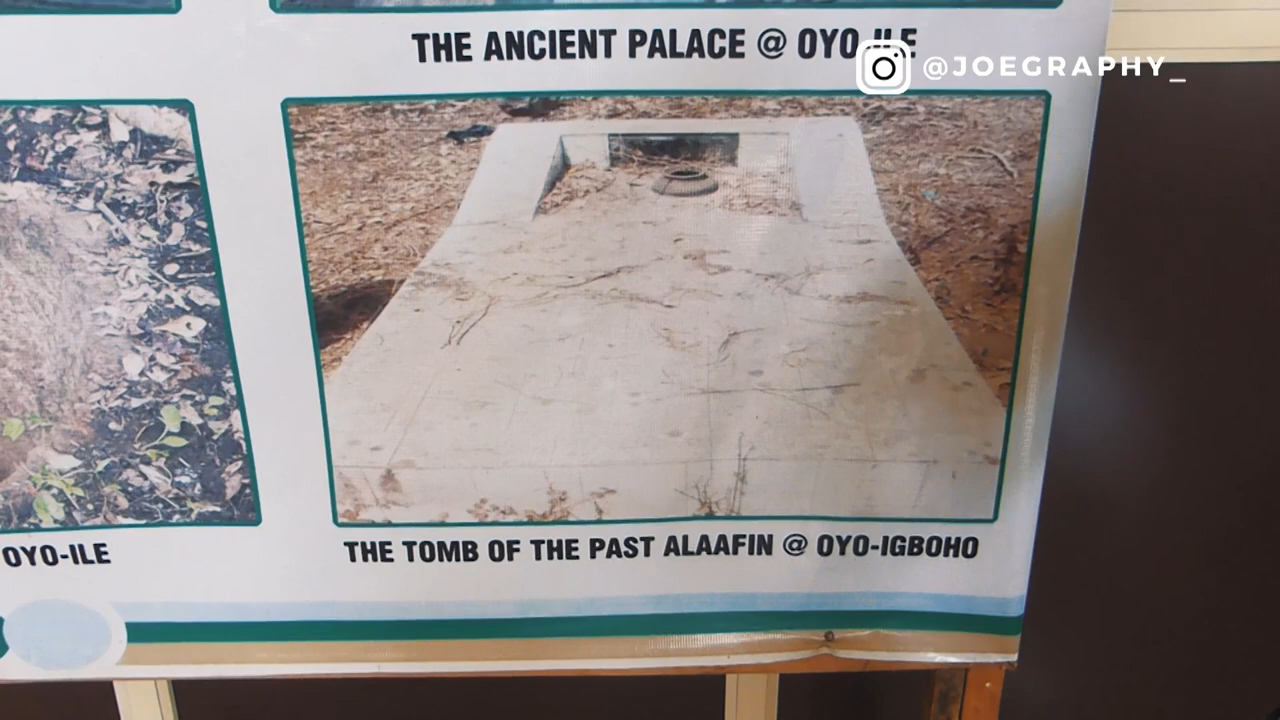 THE ANCIENT PALACE @ OYO-ILE
@JOEGRAPHY_
OYO-ILE
THE TOMB OF THE PAST ALAAFIN @ OYO-IGBOHO